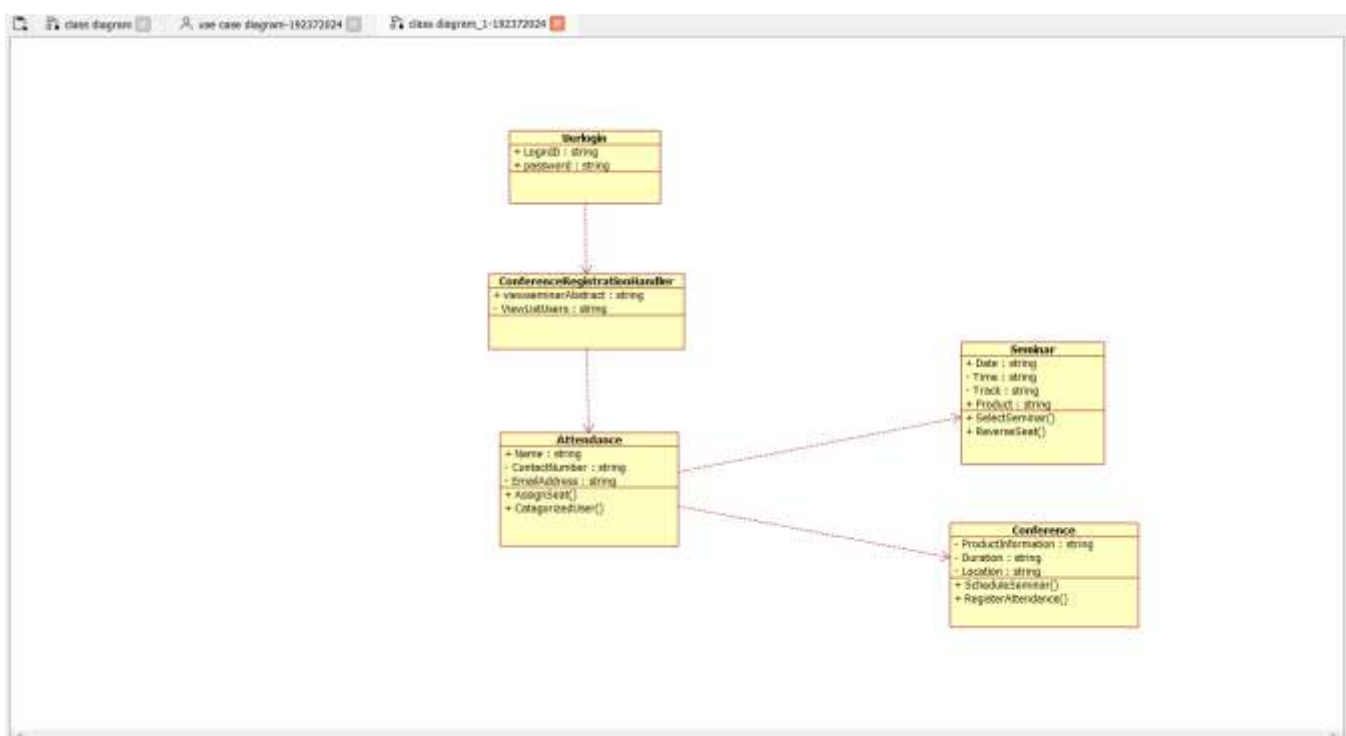 class diagram
use case diagram-192372024
class diagram_1-192372024
Uurlogin
+ LoginID : string
+ password : string
ConferenceRegistrationHandler
+ viewseminarAbstract : string
- ViewListUsers : string
Seminar
+ Date : string
- Time : string
- Track : string
+ Product : string
+ SelectSeminar()
+ ReverseSeat()
Attendance
+ Name : string
- ContactNumber : string
- EmailAddress : string
+ AssignSeat()
+ CatagorizedUser()
Conference
- ProductInformation : string
- Duration : string
- Location : string
+ ScheduleSeminar()
+ RegisterAttendance()